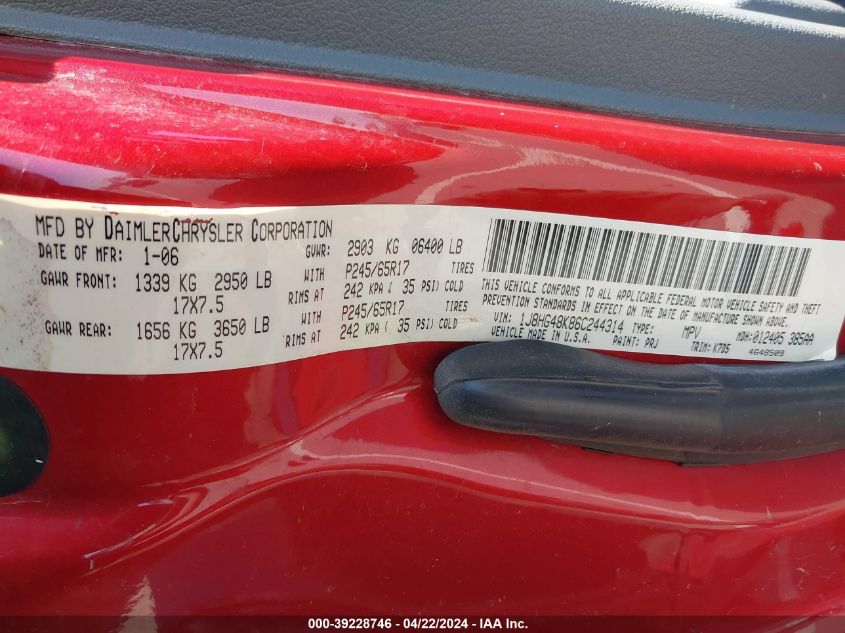 MFD BY DAIMLERCHRYSLER CORPORATION
DATE OF MFR: 1-06 GVWR: 2903 KG 06400 LB
GAWR FRONT: 1339 KG 2950 LB WITH P245/65R17 TIRES
17X7.5 RIMS AT 242 KPA ( 35 PSI) COLD
GAWR REAR: 1656 KG 3650 LB WITH P245/65R17 TIRES
17X7.5 RIMS AT 242 KPA ( 35 PSI) COLD
THIS VEHICLE CONFORMS TO ALL APPLICABLE FEDERAL MOTOR VEHICLE SAFETY AND THEFT
PREVENTION STANDARDS IN EFFECT ON THE DATE OF MANUFACTURE SHOWN ABOVE.
VIN: 1J8HG48K86C244314 TYPE: MPV MDH: 012405 385AA
VEHICLE MADE IN U.S.A. PAINT: PRJ TRIM: K7D5 4648509
000-39228746 - 04/22/2024 - IAA Inc.